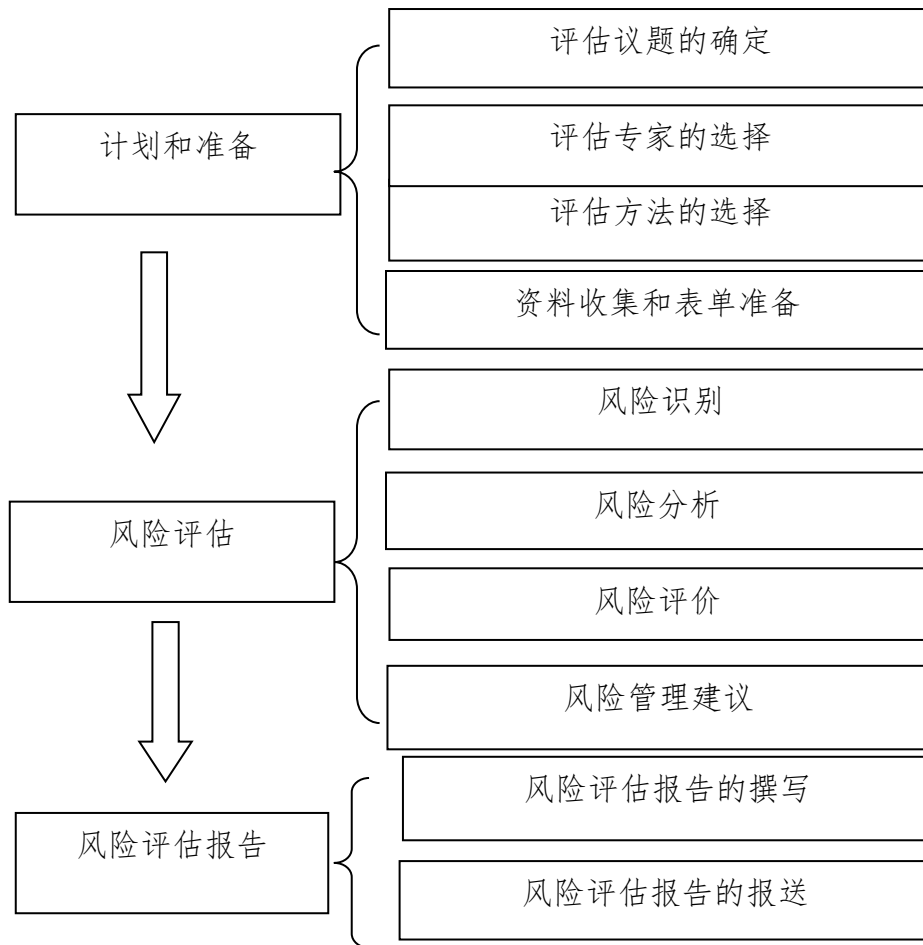 计划和准备
评估议题的确定
评估专家的选择
评估方法的选择
资料收集和表单准备
风险评估
风险识别
风险分析
风险评价
风险管理建议
风险评估报告
风险评估报告的撰写
风险评估报告的报送